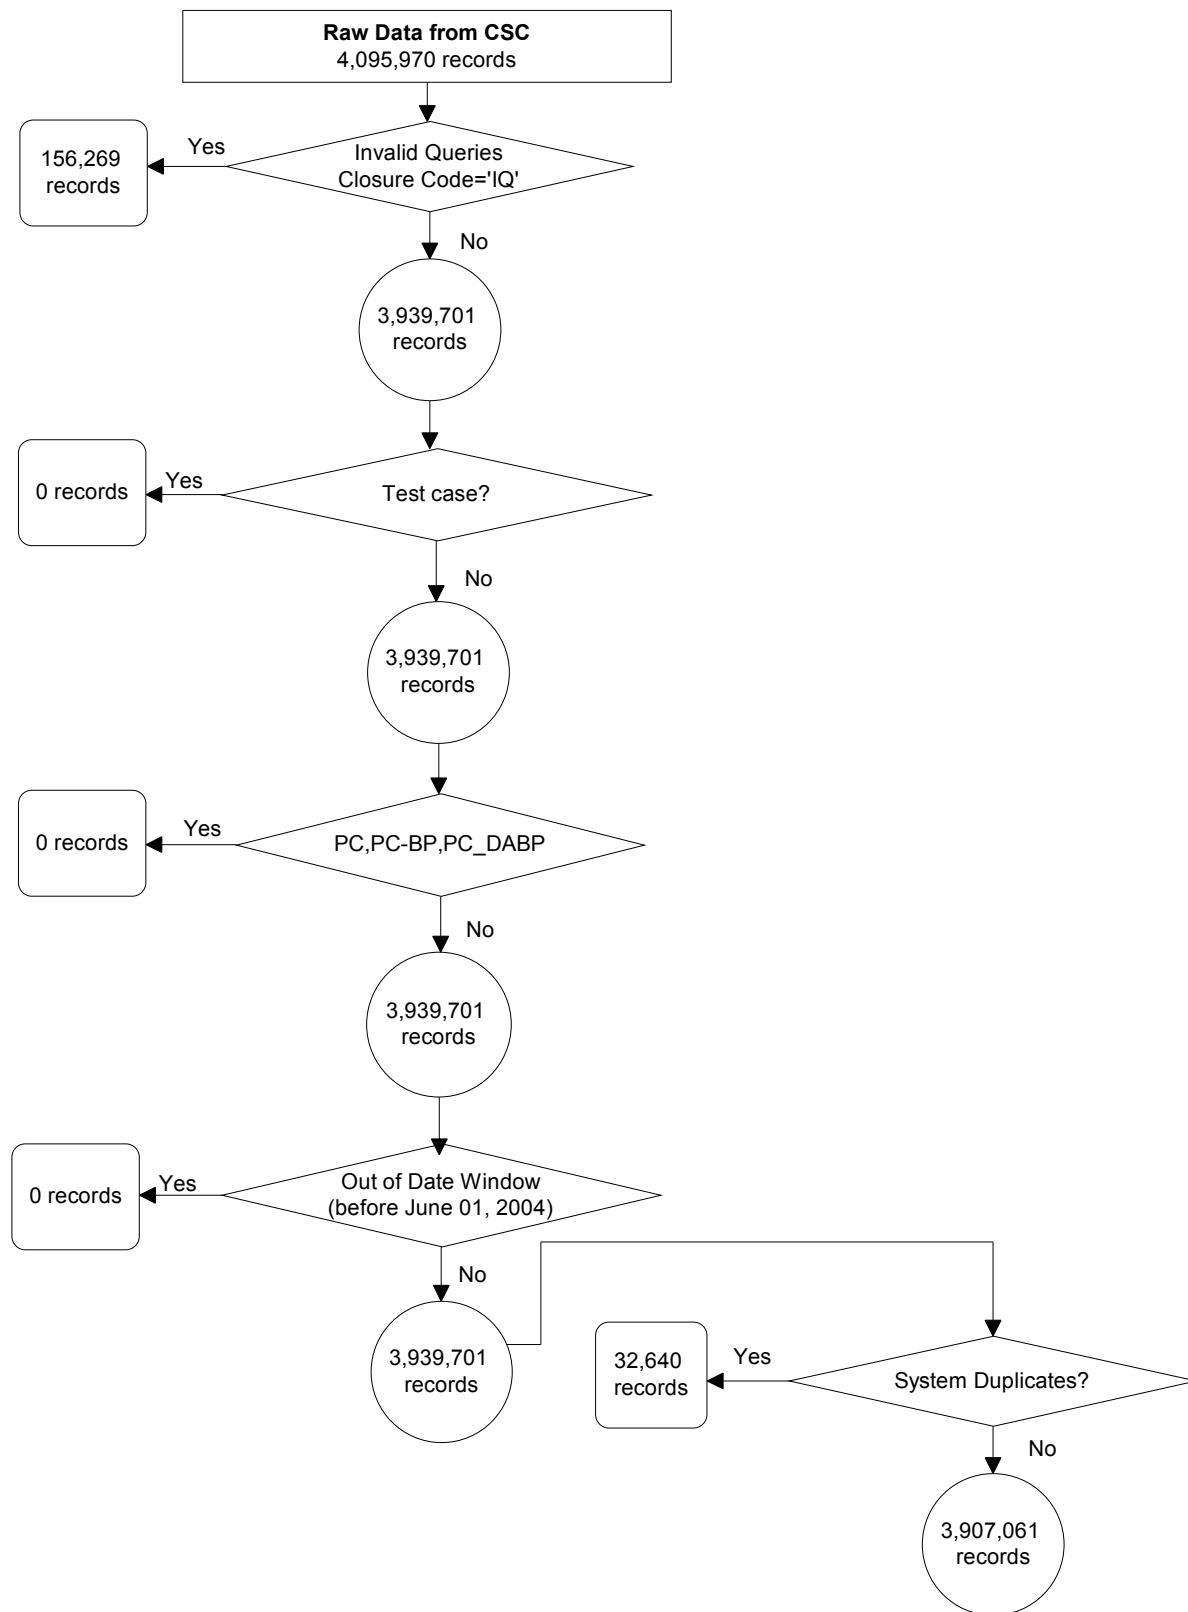 Raw Data from CSC
4,095,970 records
Yes
156,269
records
Invalid Queries
Closure Code='IQ'
No
3,939,701
records
0 records
Yes
Test case?
No
3,939,701
records
0 records
Yes
PC,PC-BP,PC_DABP
No
3,939,701
records
0 records
Yes
Out of Date Window
(before June 01, 2004)
No
3,939,701
records
32,640
records
Yes
System Duplicates?
No
3,907,061
records